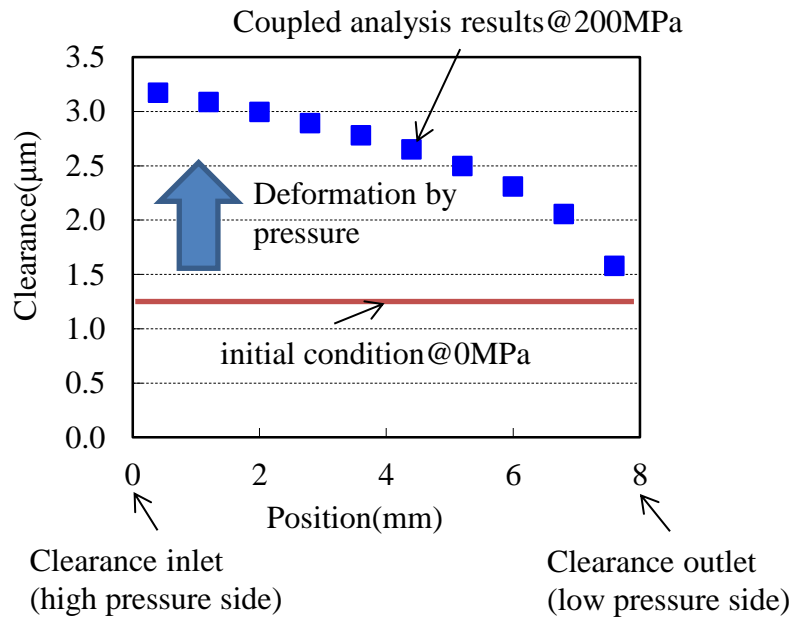 Coupled analysis results@200MPa
3.5
3.0
2.5
2.0
1.5
1.0
0.5
0.0
Clearance(μm)
Deformation by
pressure
initial condition@0MPa
0
2
4
6
8
Position(mm)
Clearance inlet
(high pressure side)
Clearance outlet
(low pressure side)